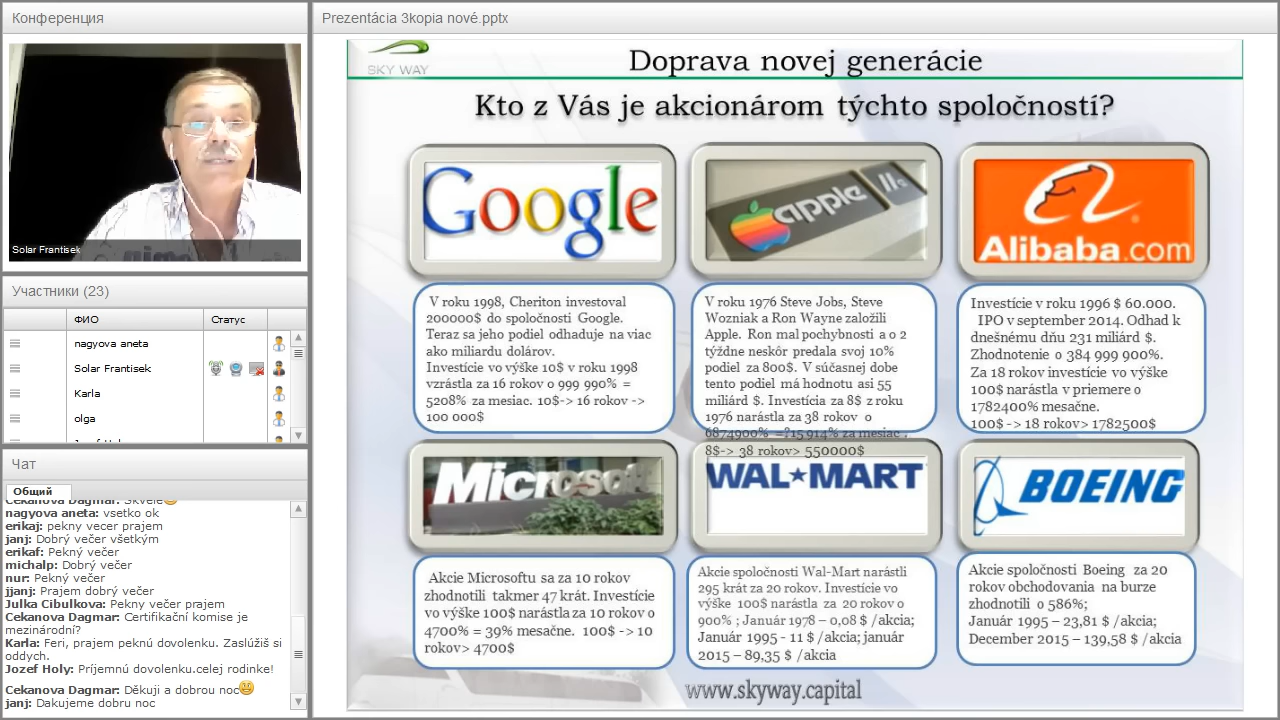 Конференция
Solar Frantisek
Участники (23)
ФИО
Статус
nagyova aneta
Solar Frantisek
Karla
olga
Чат
Общий
Cekanova Dagmar: Skvele
nagyova aneta: vsetko ok
erikaj: pekny vecer prajem
janj: Dobrý večer všetkým
erikaf: Pekný večer
michalp: Dobrý večer
nur: Pekný večer
jjanj: Prajem dobrý večer
Julka Cibulkova: Pekny večer prajem
Cekanova Dagmar: Certifikační komise je
mezinárodní?
Karla: Feri, prajem peknú dovolenku. Zaslúžiš si
oddych.
Jozef Holy: Príjemnú dovolenku.celej rodinke!
Cekanova Dagmar: Děkuji a dobrou noc
janj: Dakujeme dobru noc
Prezentácia 3kopia nové.pptx
SKY WAY
Doprava novej generácie
Kto z Vás je akcionárom týchto spoločností?
Google
apple
//c
Alibaba.com
V roku 1998, Cheriton investoval
200000$ do spoločnosti Google.
Teraz sa jeho podiel odhaduje na viac
ako miliardu dolárov.
Investície vo výške 10$ v roku 1998
vzrástla za 16 rokov o 999 990% =
5208% za mesiac. 10$-> 16 rokov ->
100 000$
V roku 1976 Steve Jobs, Steve
Wozniak a Ron Wayne založili
Apple. Ron mal pochybnosti a o 2
týždne neskôr predala svoj 10%
podiel za 800$. V súčasnej dobe
tento podiel má hodnotu asi 55
miliárd $. Investícia za 8$ z roku
1976 narástla za 38 rokov o
6874900% =?15 914% za mesiac .
8$-> 38 rokov> 550000$
Investície v roku 1996 $ 60.000.
IPO v september 2014. Odhad k
dnešnému dňu 231 miliárd $.
Zhodnotenie o 384 999 900%.
Za 18 rokov investície vo výške
100$ narástla v priemere o
1782400% mesačne.
100$ -> 18 rokov> 1782500$
Microsoft
WAL★MART
BOEING
Akcie Microsoftu sa za 10 rokov
zhodnotili takmer 47 krát. Investície
vo výške 100$ narástla za 10 rokov o
4700% = 39% mesačne. 100$ -> 10
rokov> 4700$
Akcie spoločnosti Wal-Mart narástli
295 krát za 20 rokov. Investície vo
výške 100$ narástla za 20 rokov o
900% ; Január 1978 – 0,08 $ /akcia;
Január 1995 - 11 $ /akcia; január
2015 – 89,35 $ /akcia
Akcie spoločnosti Boeing za 20
rokov obchodovania na burze
zhodnotili o 586%;
Január 1995 – 23,81 $ /akcia;
December 2015 – 139,58 $ /akcia
www.skyway.capital